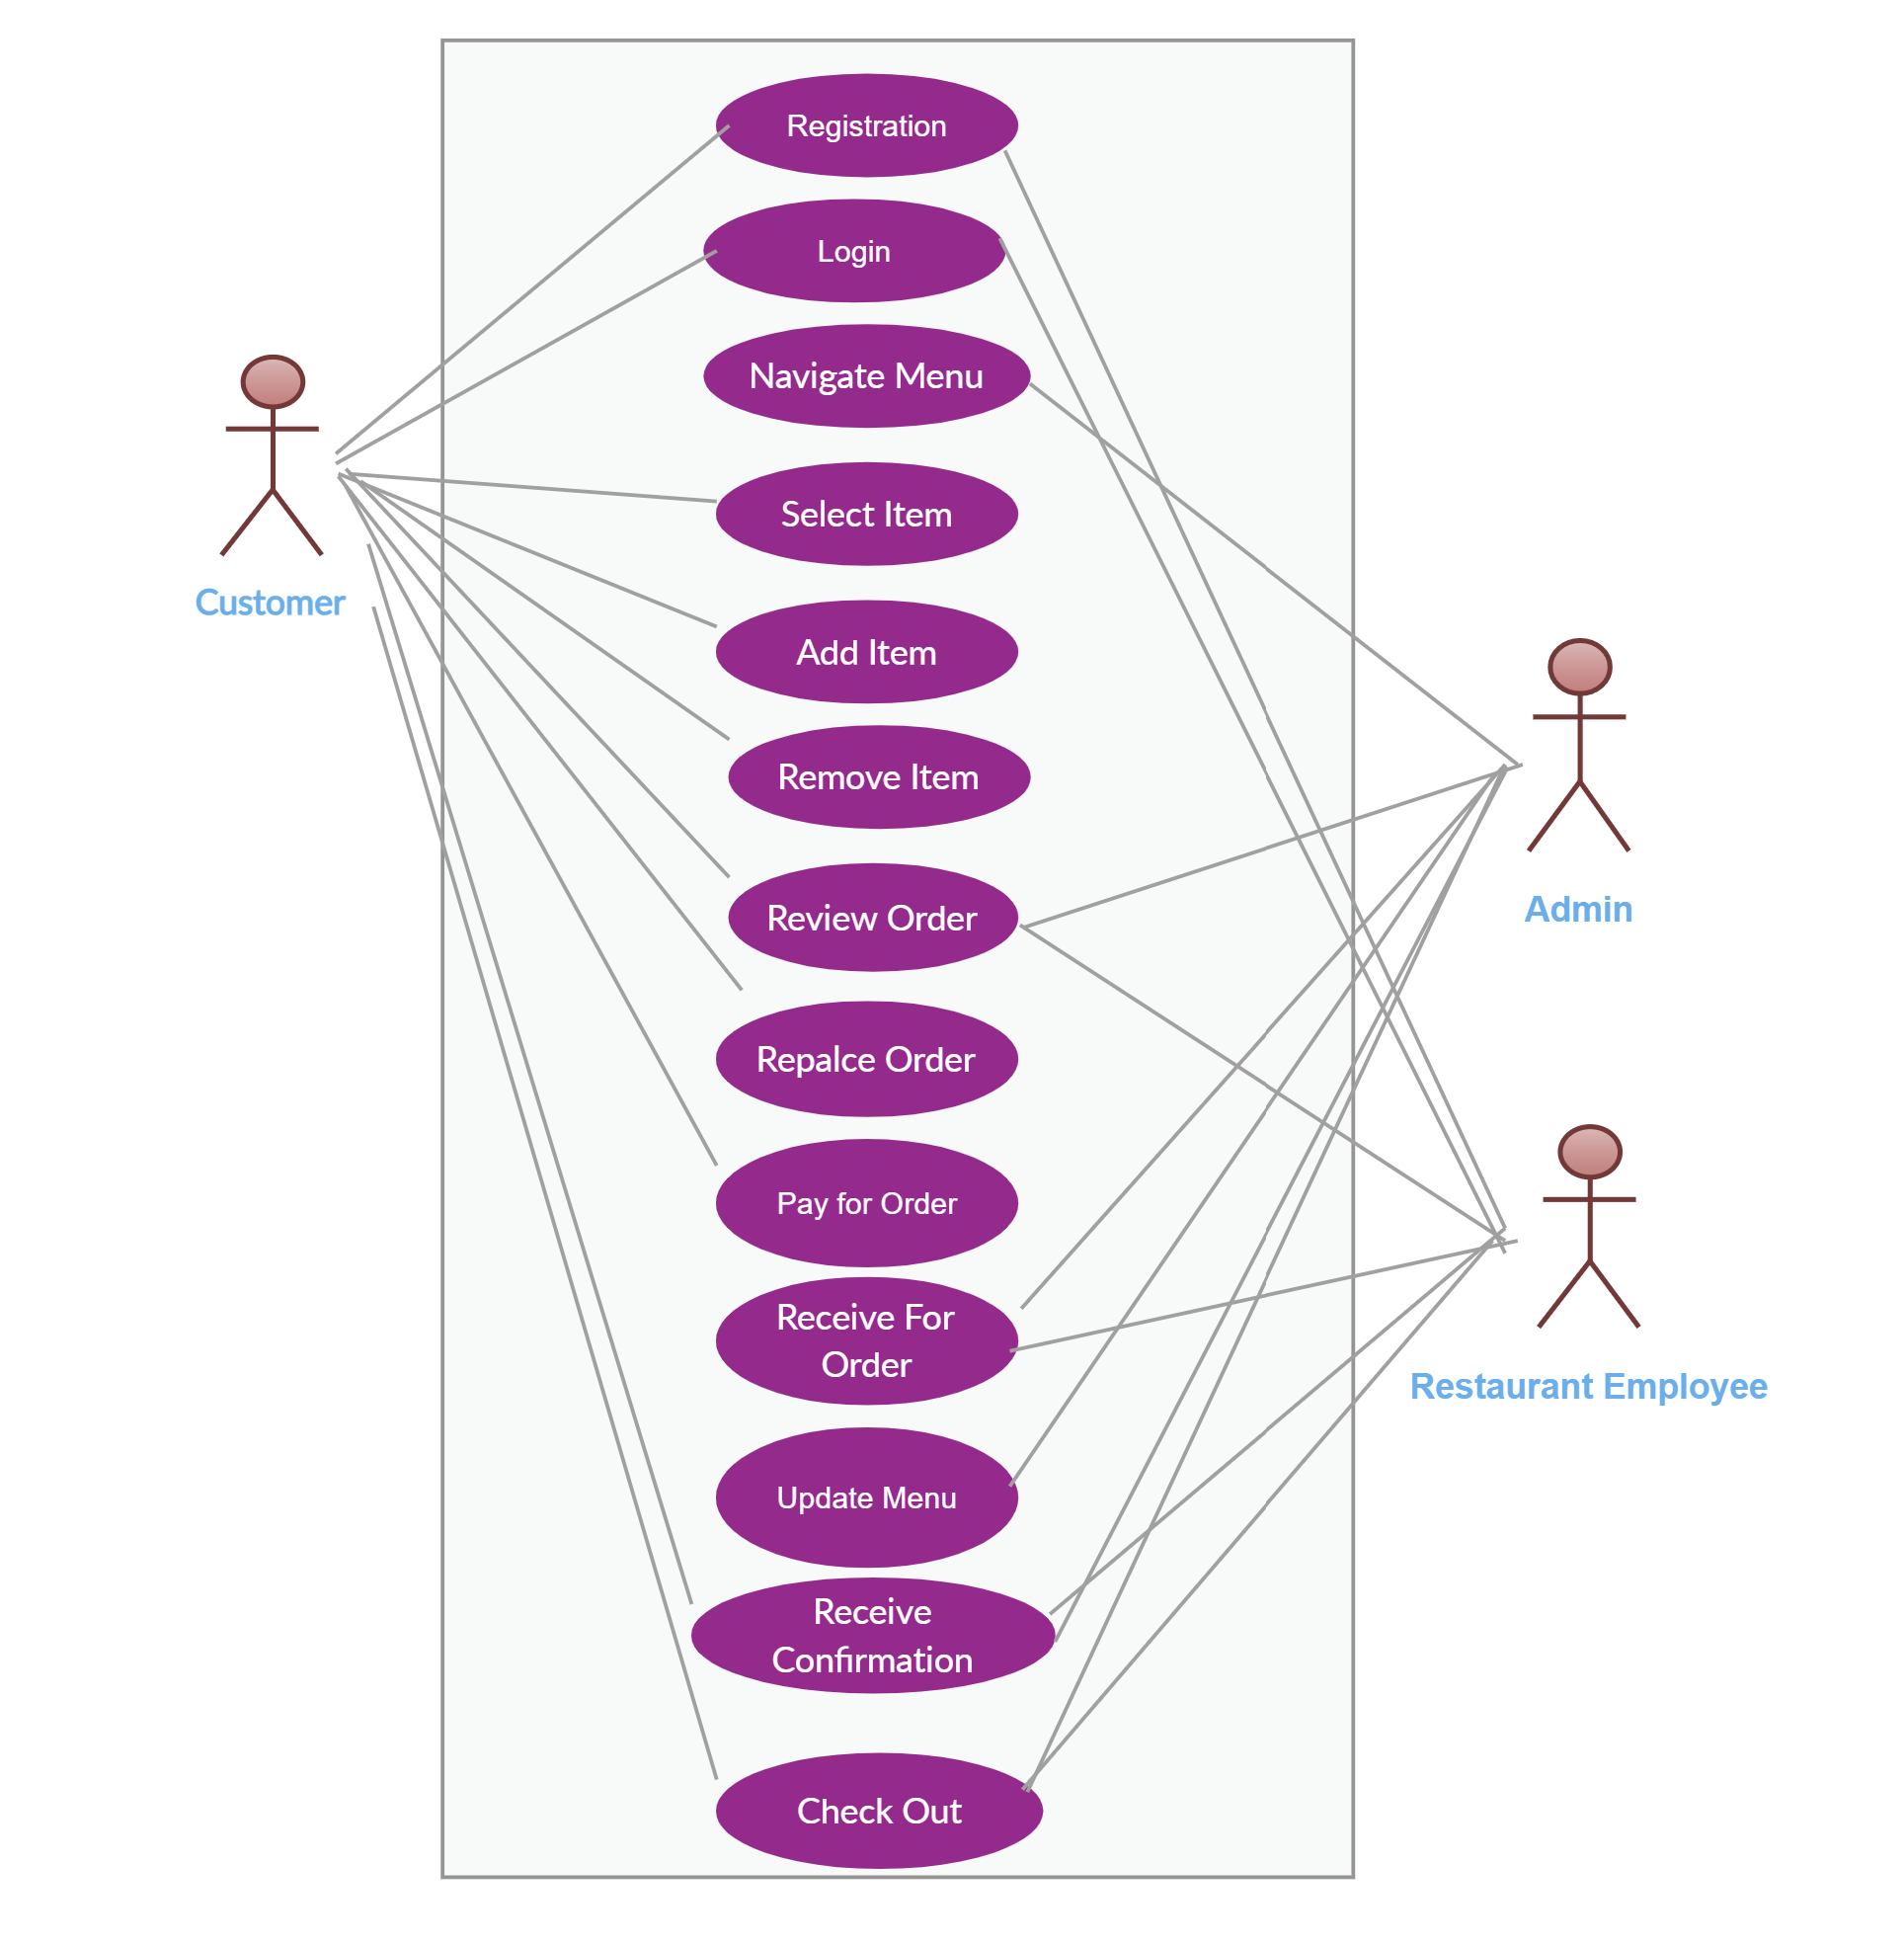 Registration
Login
Navigate Menu
Select Item
Customer
Add Item
Remove Item
Review Order
Admin
Repalce Order
Pay for Order
Receive For
Order
Restaurant Employee
Update Menu
Receive
Confirmation
Check Out